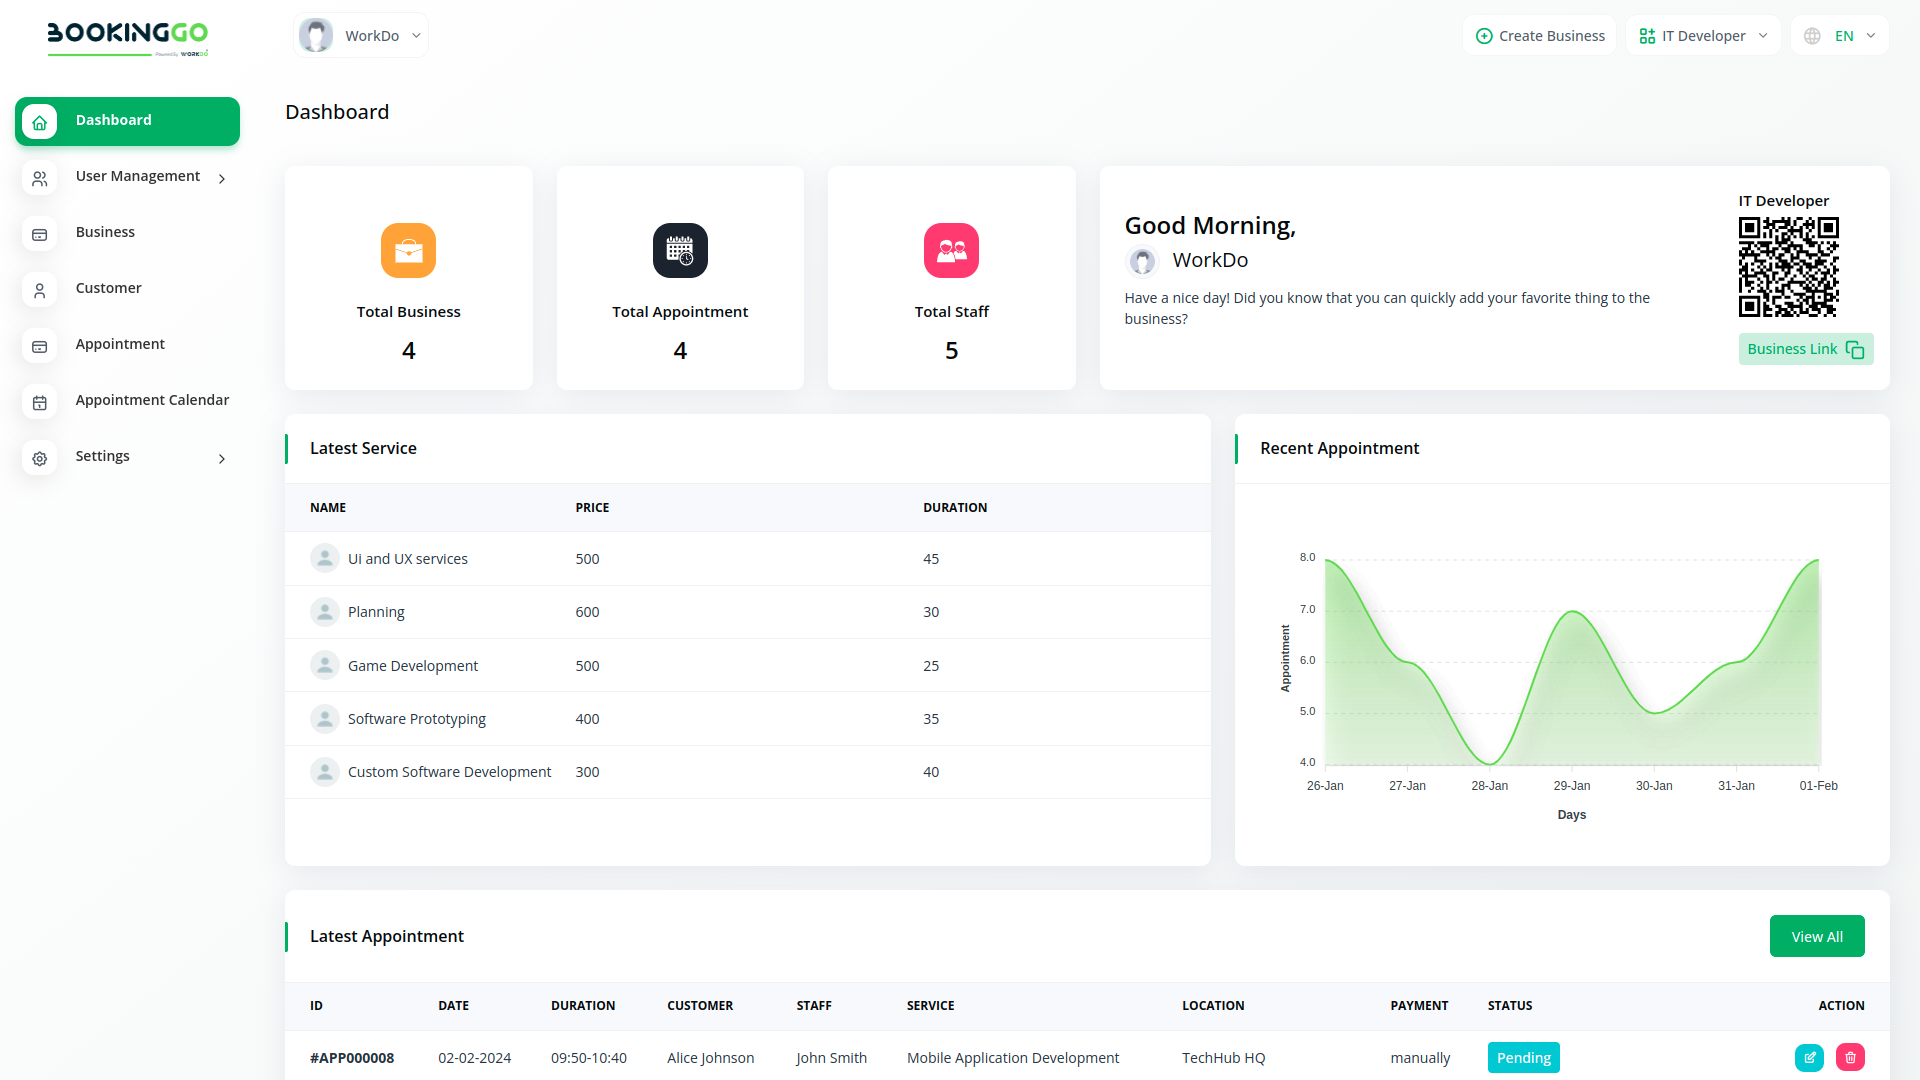 BOOKINGGO
Powered By WORKDO
WorkDo
Create Business
IT Developer
EN
Dashboard
User Management
Business
Customer
Appointment
Appointment Calendar
Settings
Dashboard
Total Business
4
Total Appointment
4
Total Staff
5
Good Morning,
WorkDo
Have a nice day! Did you know that you can quickly add your favorite thing to the
business?
IT Developer
Business Link
Latest Service
NAME PRICE DURATION
Ui and UX services 500 45
Planning 600 30
Game Development 500 25
Software Prototyping 400 35
Custom Software Development 300 40
Recent Appointment
8.0
7.0
6.0
5.0
4.0
Appointment
26-Jan 27-Jan 28-Jan 29-Jan 30-Jan 31-Jan 01-Feb
Days
Latest Appointment
View All
ID DATE DURATION CUSTOMER STAFF SERVICE LOCATION PAYMENT STATUS ACTION
#APP000008 02-02-2024 09:50-10:40 Alice Johnson John Smith Mobile Application Development TechHub HQ manually Pending